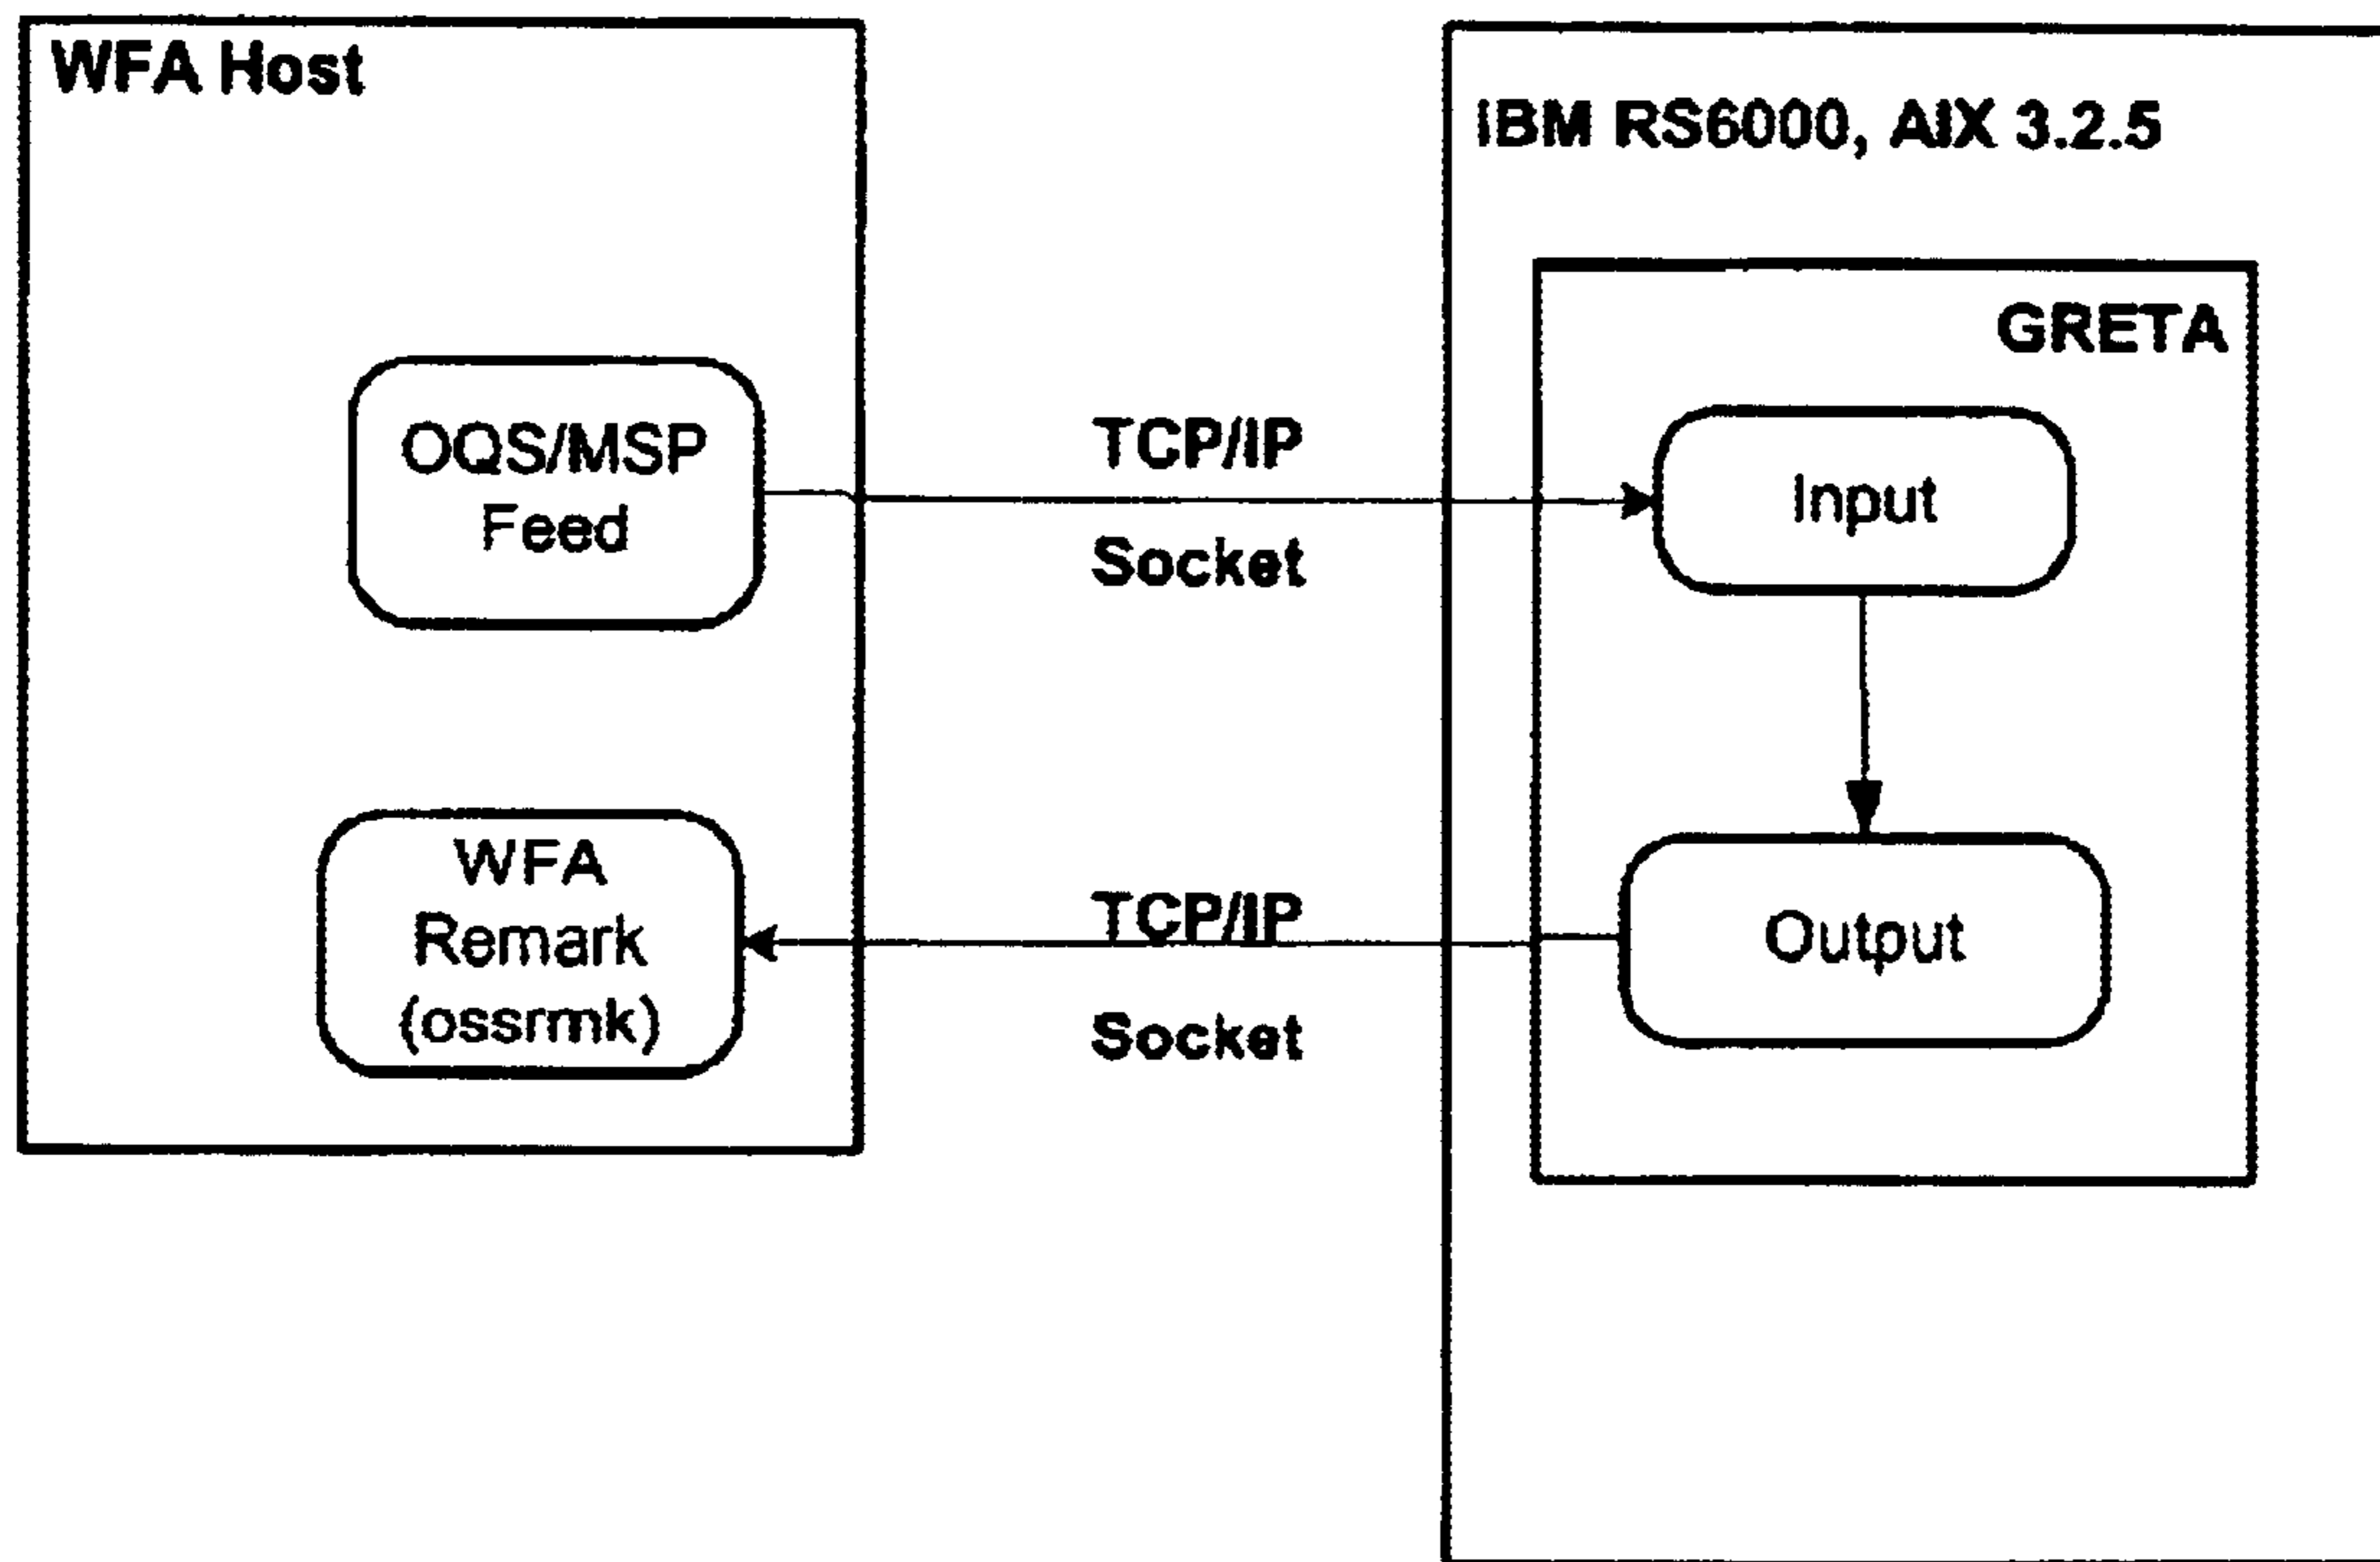 WFA Host
IBM RS6000, AIX 3.2.5
GRETA
OQS/MSP
Feed
TCP/IP
Socket
Input
WFA
Remark
(ossrmk)
TCP/IP
Socket
Output